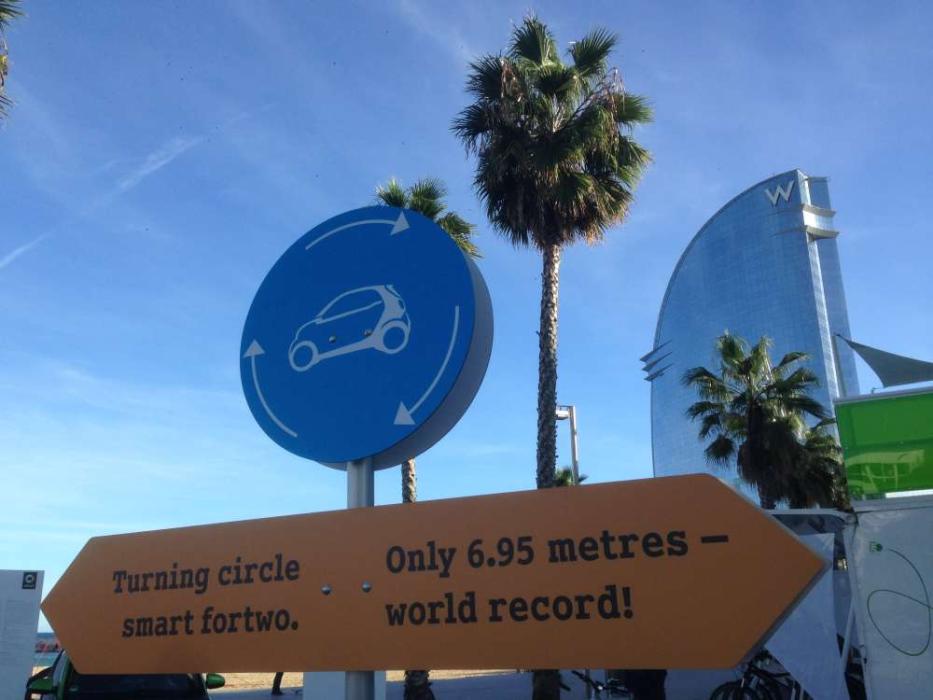 W
Turning circle
smart fortwo.
Only 6.95 metres –
world record!